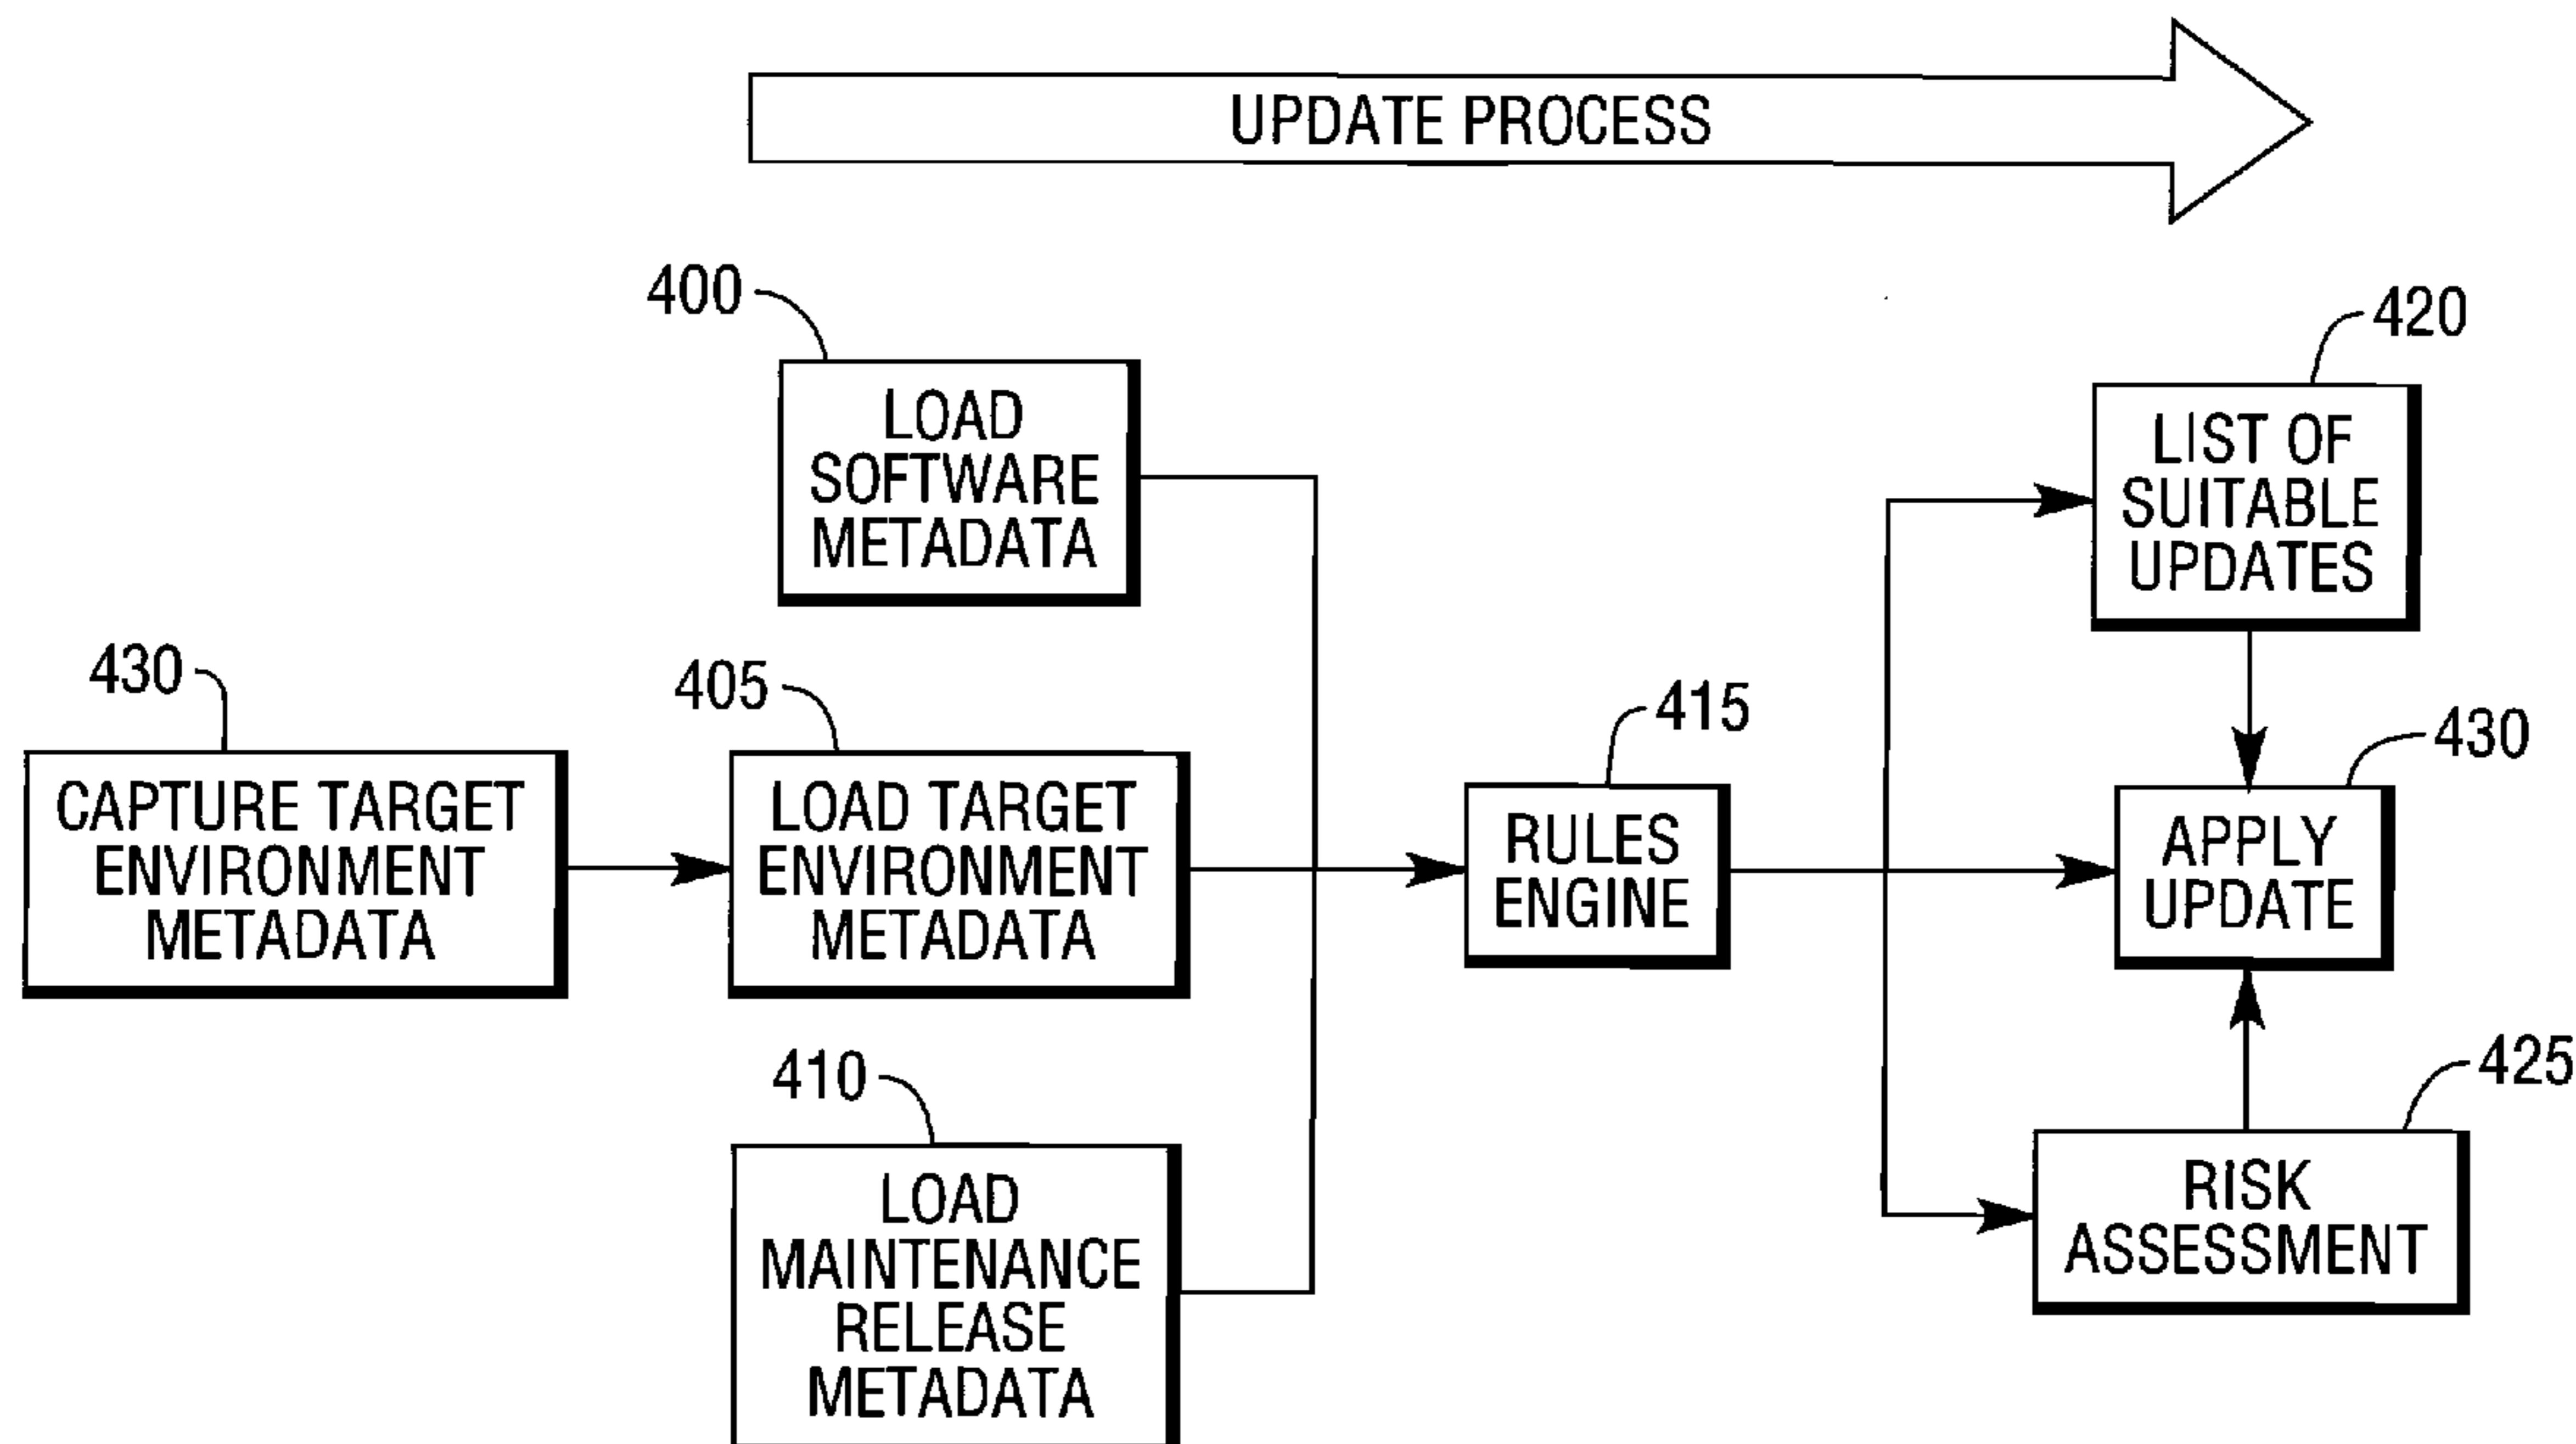 UPDATE PROCESS
400
LOAD
SOFTWARE
METADATA
420
LIST OF
SUITABLE
UPDATES
430
CAPTURE TARGET
ENVIRONMENT
METADATA
405
LOAD TARGET
ENVIRONMENT
METADATA
415
RULES
ENGINE
430
APPLY
UPDATE
410
LOAD
MAINTENANCE
RELEASE
METADATA
425
RISK
ASSESSMENT